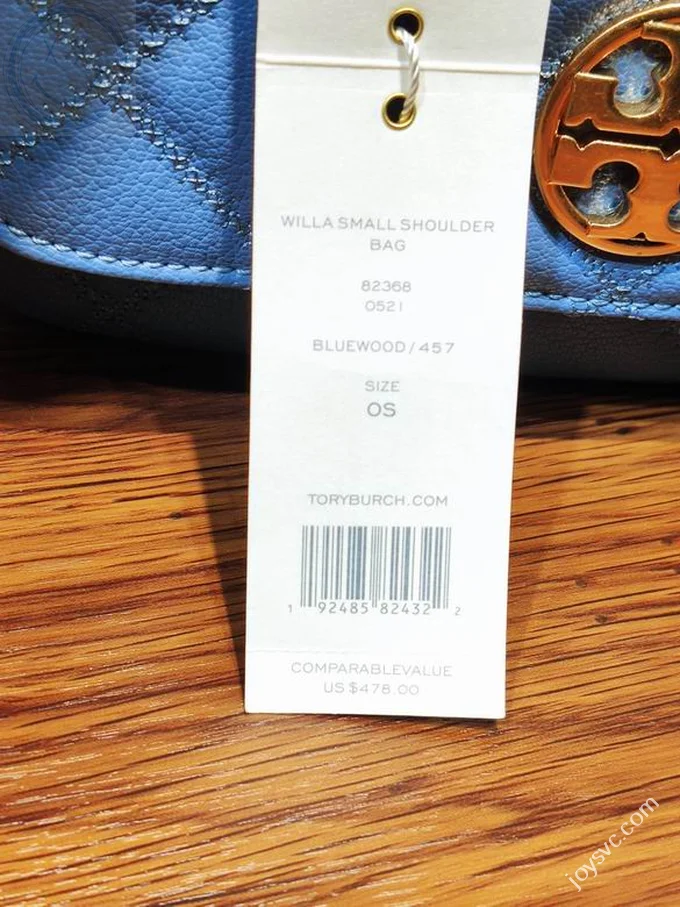 WILLA SMALL SHOULDER
BAG
82368
0521
BLUEWOOD/457
SIZE
OS
TORYBURCH.COM
1 92485 82432 2
COMPARABLEVALUE
US $478.00
joysvc.com